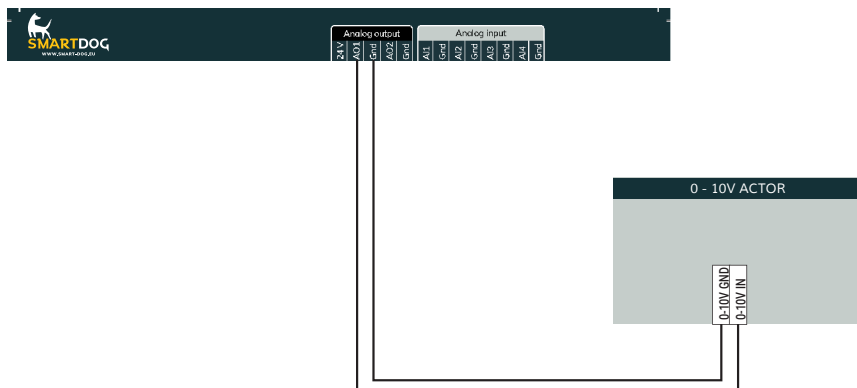 SMARTDOG
WWW.SMART-DOG.EU
Analog output
Analog input
24 V
AO1
Gnd
AO2
Gnd
AI1
Gnd
AI2
Gnd
AI3
Gnd
AI4
Gnd
0 - 10V ACTOR
0-10V GND
0-10V IN